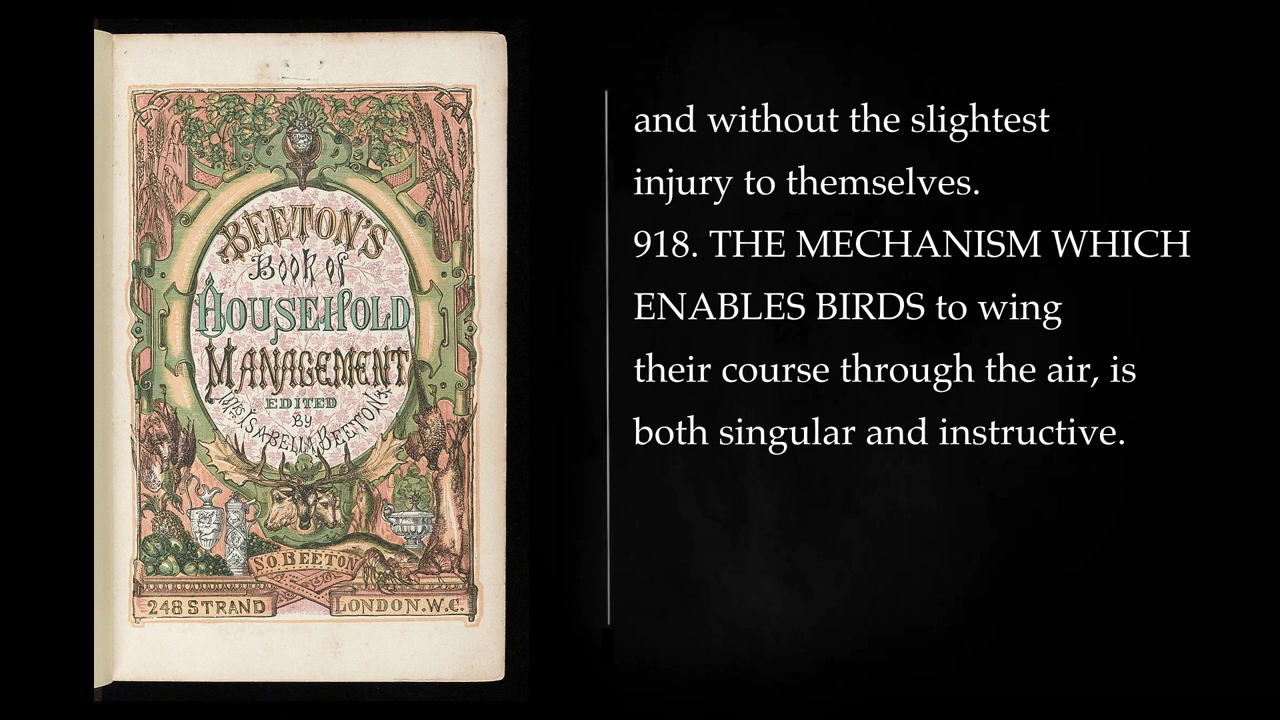 BEETON'S
Book of
HOUSEHOLD
MANAGEMENT
EDITED
By
MRS ISABELLA BEETON.
S.O. BEETON
248 STRAND
LONDON. W.C.
and without the slightest
injury to themselves.
918. THE MECHANISM WHICH
ENABLES BIRDS to wing
their course through the air, is
both singular and instructive.